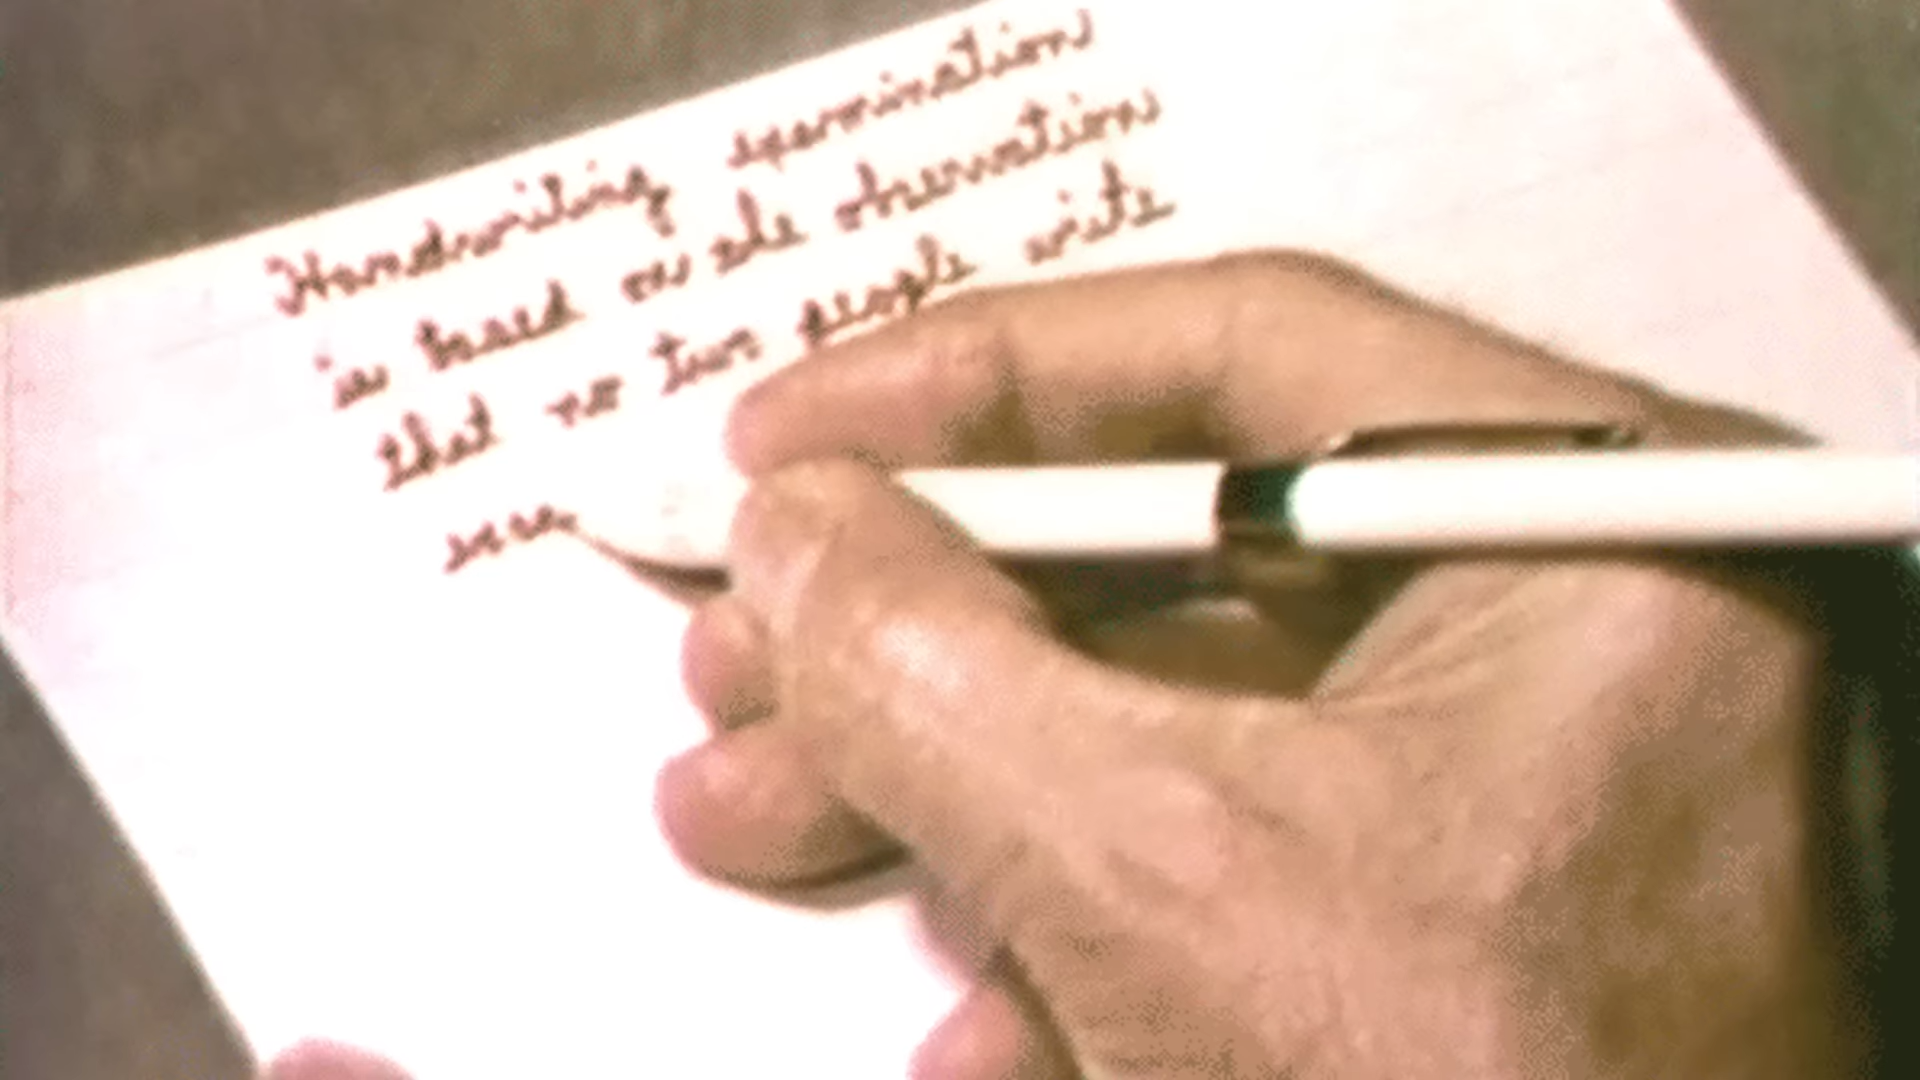 Handwriting examination
is based on the observation
that no two people write